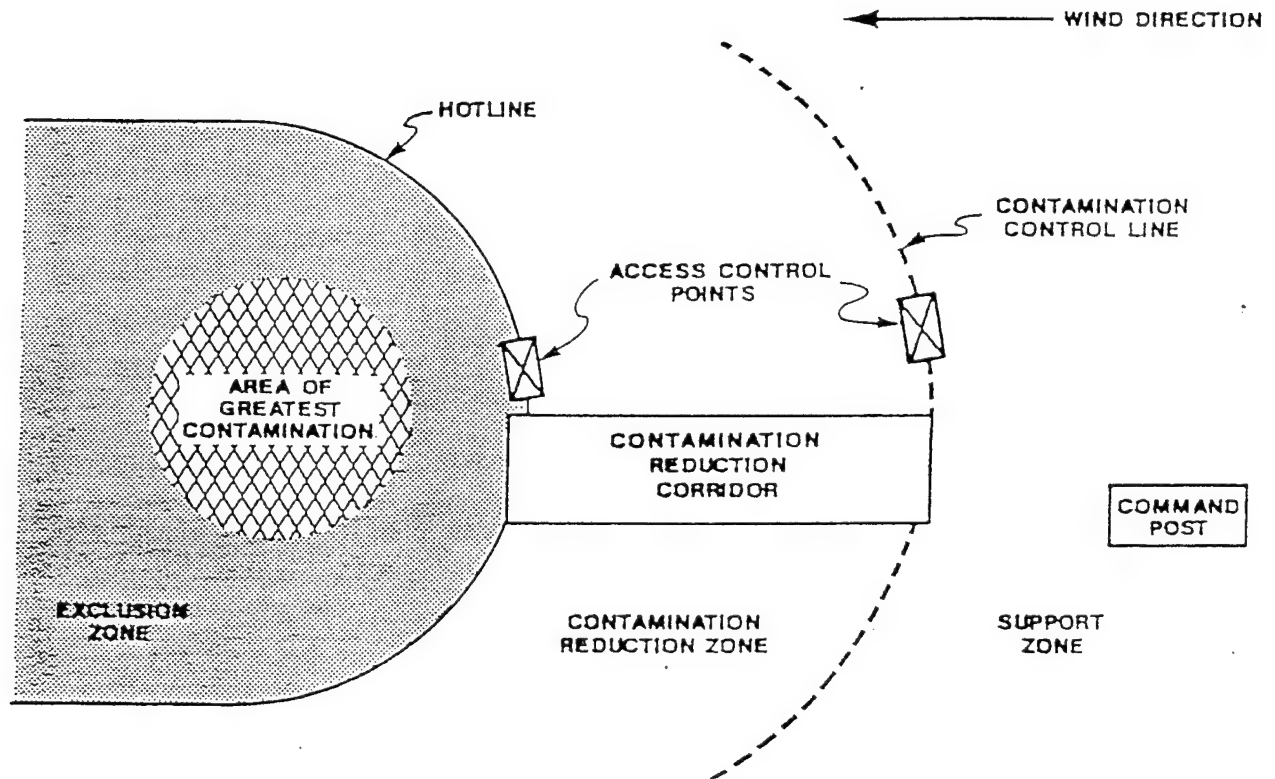 WIND DIRECTION
HOTLINE
CONTAMINATION
CONTROL LINE
ACCESS CONTROL
POINTS
AREA OF
GREATEST
CONTAMINATION
CONTAMINATION
REDUCTION
CORRIDOR
COMMAND
POST
EXCLUSION
ZONE
CONTAMINATION
REDUCTION ZONE
SUPPORT
ZONE